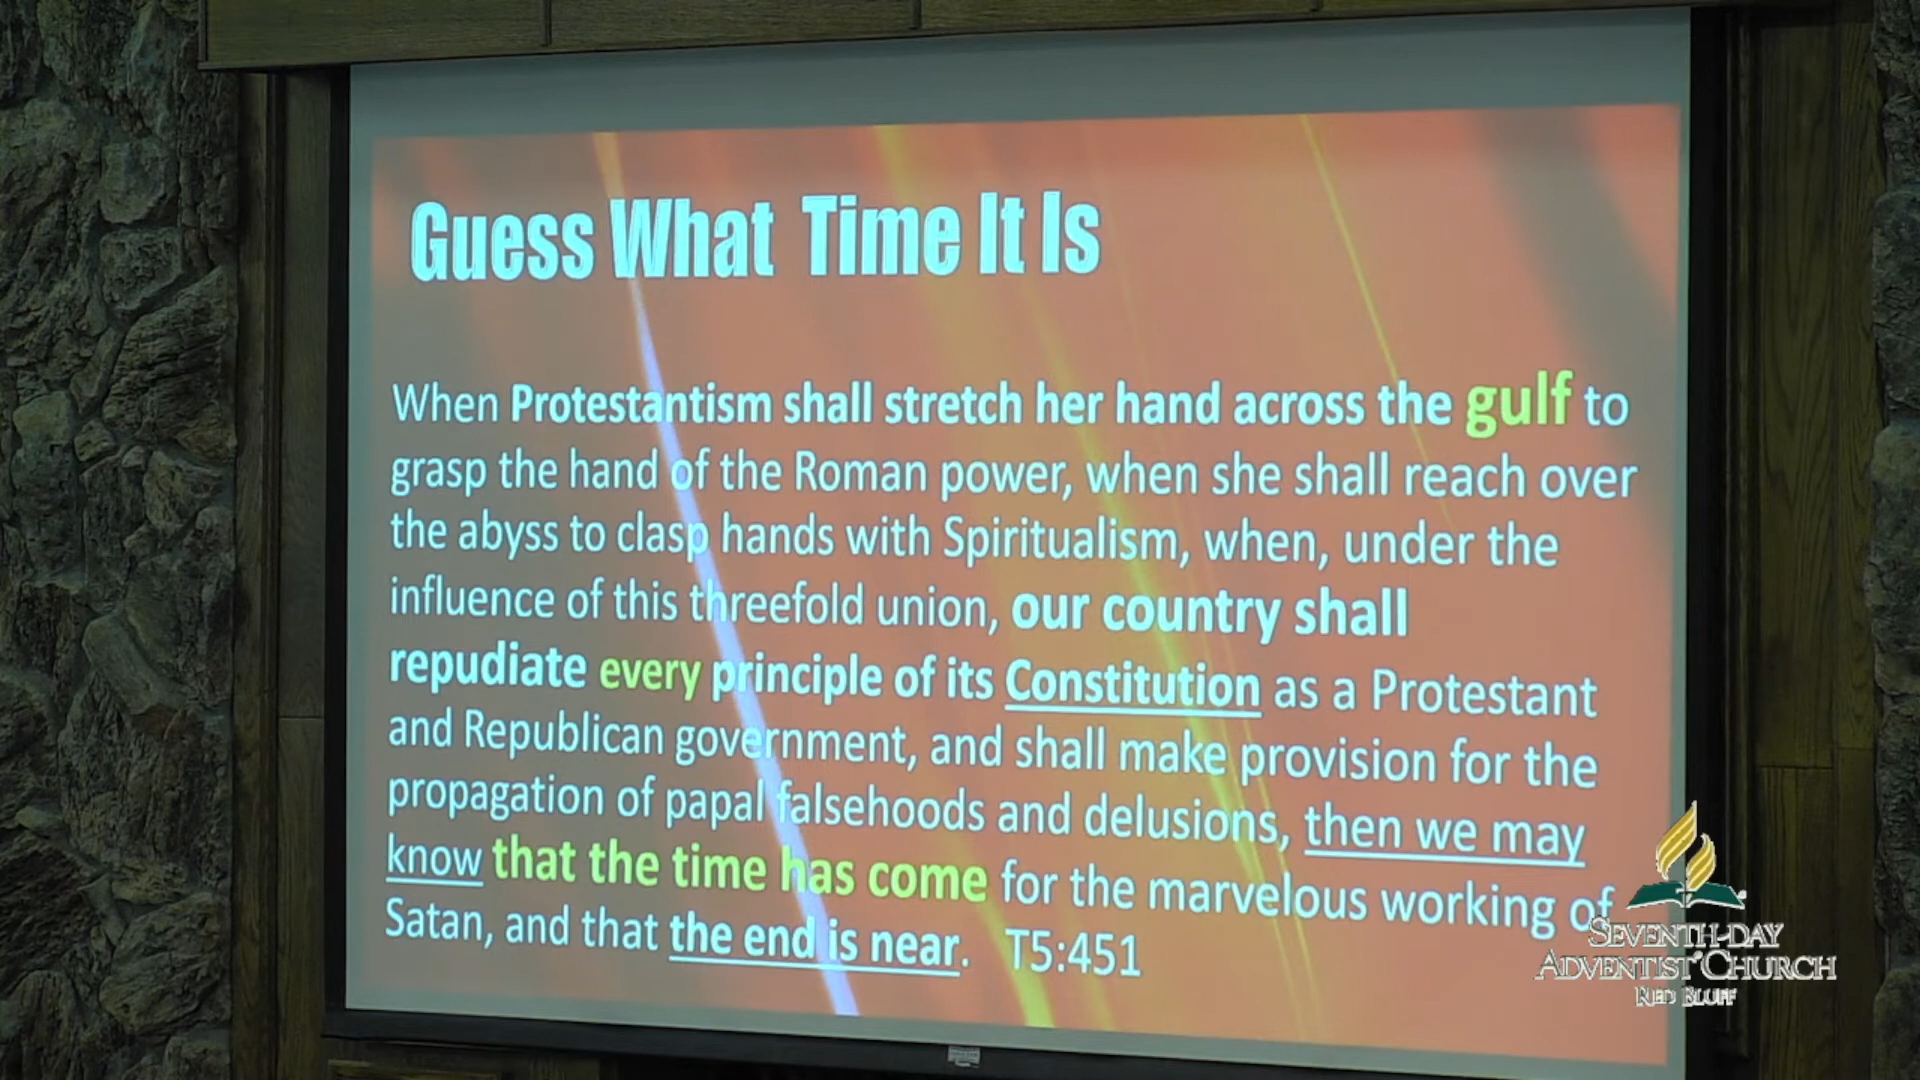 Guess What Time It Is
When Protestantism shall stretch her hand across the gulf to
grasp the hand of the Roman power, when she shall reach over
the abyss to clasp hands with Spiritualism, when, under the
influence of this threefold union, our country shall
repudiate every principle of its Constitution as a Protestant
and Republican government, and shall make provision for the
propagation of papal falsehoods and delusions, then we may
know that the time has come for the marvelous working of
Satan, and that the end is near. T5:451
SEVENTH-DAY
ADVENTIST CHURCH
RED BLUFF